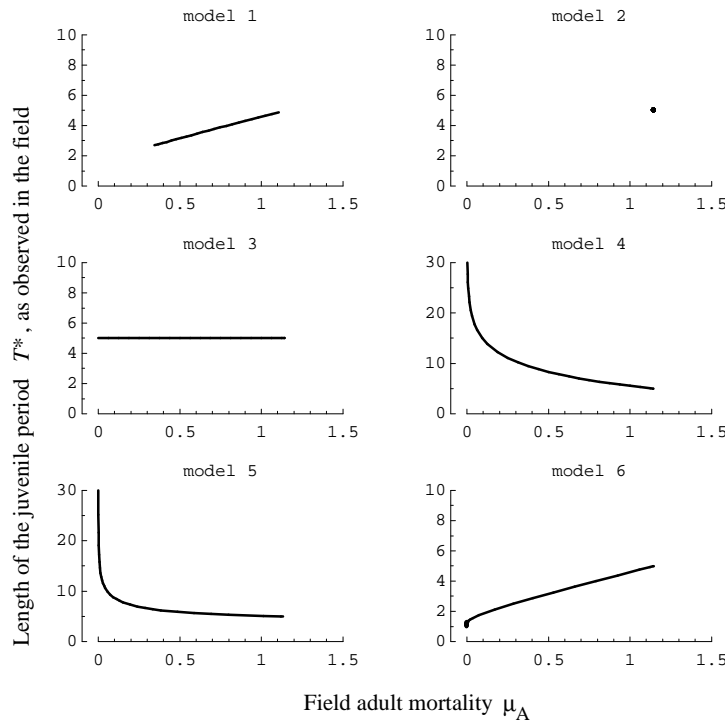 Length of the juvenile period T*, as observed in the field
model 1
10
8
6
4
2
0
0 0.5 1 1.5
model 2
10
8
6
4
2
0
0 0.5 1 1.5
model 3
10
8
6
4
2
0
0 0.5 1 1.5
model 4
30
20
10
0
0 0.5 1 1.5
model 5
30
20
10
0
0 0.5 1 1.5
model 6
10
8
6
4
2
0
0 0.5 1 1.5
Field adult mortality μA